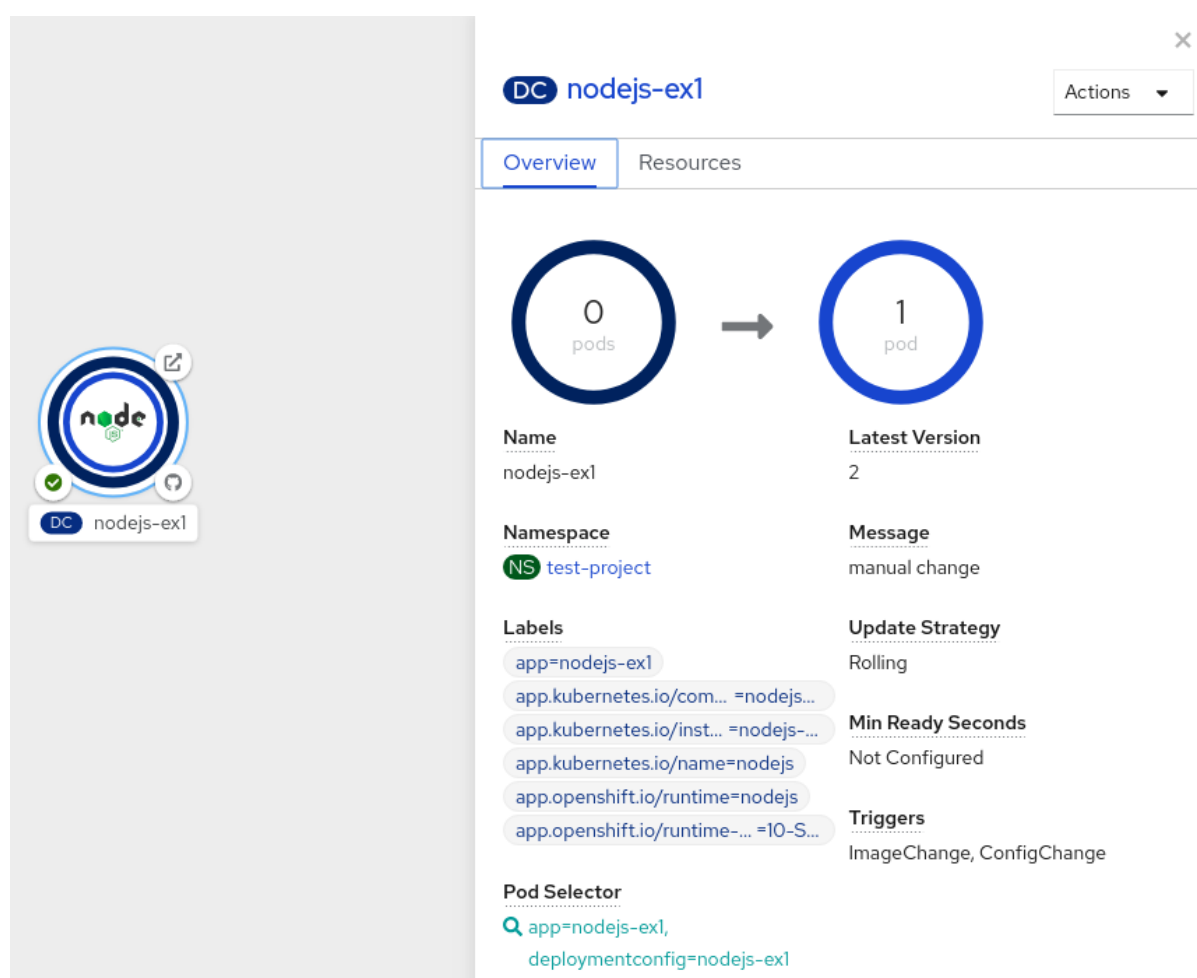 ×
DC nodejs-ex1
Actions
Overview
Resources
0
pods
1
pod
node
JS
DC nodejs-ex1
Name
nodejs-ex1
Latest Version
2
Namespace
NS test-project
Message
manual change
Labels
app=nodejs-ex1
app.kubernetes.io/com... =nodejs...
app.kubernetes.io/inst... =nodejs-...
app.kubernetes.io/name=nodejs
app.openshift.io/runtime=nodejs
app.openshift.io/runtime-... =10-S...
Update Strategy
Rolling
Min Ready Seconds
Not Configured
Triggers
ImageChange, ConfigChange
Pod Selector
app=nodejs-ex1,
deploymentconfig=nodejs-ex1